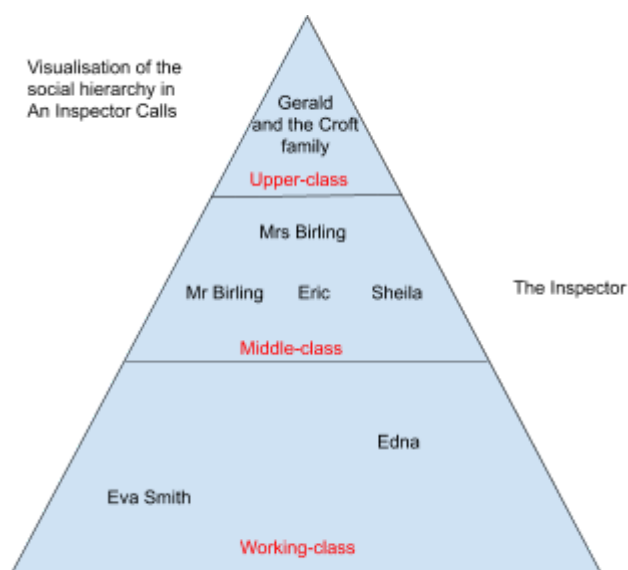 Visualisation of the
social hierarchy in
An Inspector Calls
Gerald
and the Croft
family
Upper-class
Mrs Birling
Mr Birling Eric Sheila
Middle-class
The Inspector
Edna
Eva Smith
Working-class